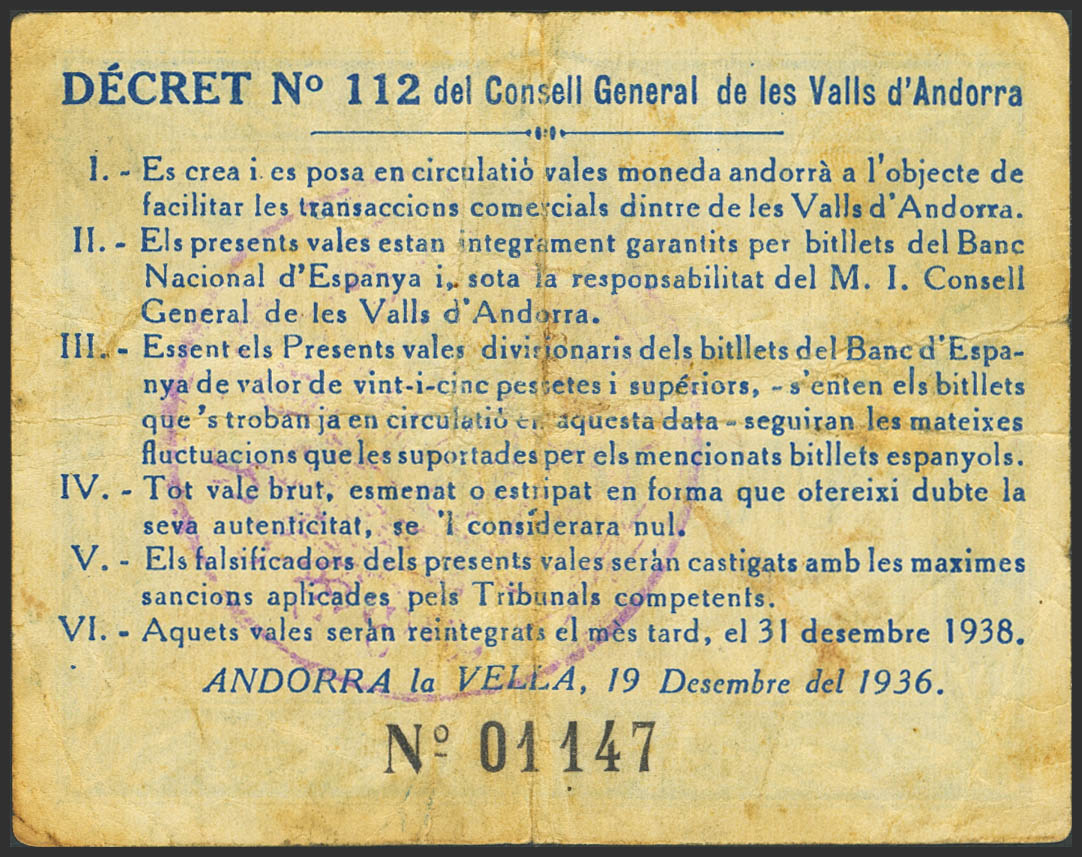 DÉCRET Nº 112 del Consell General de les Valls d'Andorra
I. - Es crea i es posa en circulatiò vales moneda andorrà a l'objecte de
facilitar les transaccions comercials dintre de les Valls d'Andorra.
II. - Els presents vales estan integrament garantits per bitllets del Banc
Nacional d'Espanya i, sota la responsabilitat del M. I. Consell
General de les Valls d'Andorra.
III. - Essent els Presents vales divisionaris dels bitllets del Banc d'Espa-
nya de valor de vint-i-cinc pessetes i supériors, - s'enten els bitllets
que 's troban ja en circulatiò en aquesta data - seguiran les mateixes
fluctuacions que les suportades per els mencionats bitllets espanyols.
IV. - Tot vale brut, esmenat o estripat en forma que ofereixi dubte la
seva autenticitat, se 'l considerara nul.
V. - Els falsificadors dels presents vales seràn castigats amb les maximes
sancions aplicades pels Tribunals competents.
VI. - Aquets vales seràn reintegrats el mès tard, el 31 desembre 1938.
ANDORRA la VELLA, 19 Desembre del 1936.
Nº 01147